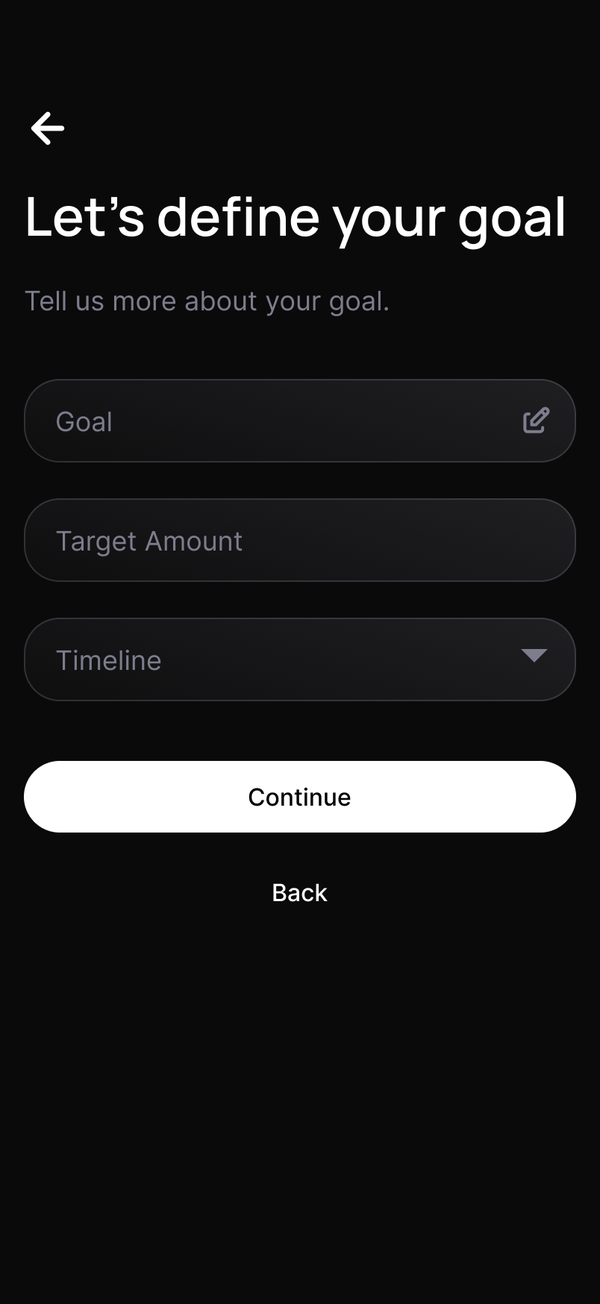 Let’s define your goal
Tell us more about your goal.
Goal
Target Amount
Timeline
Continue
Back